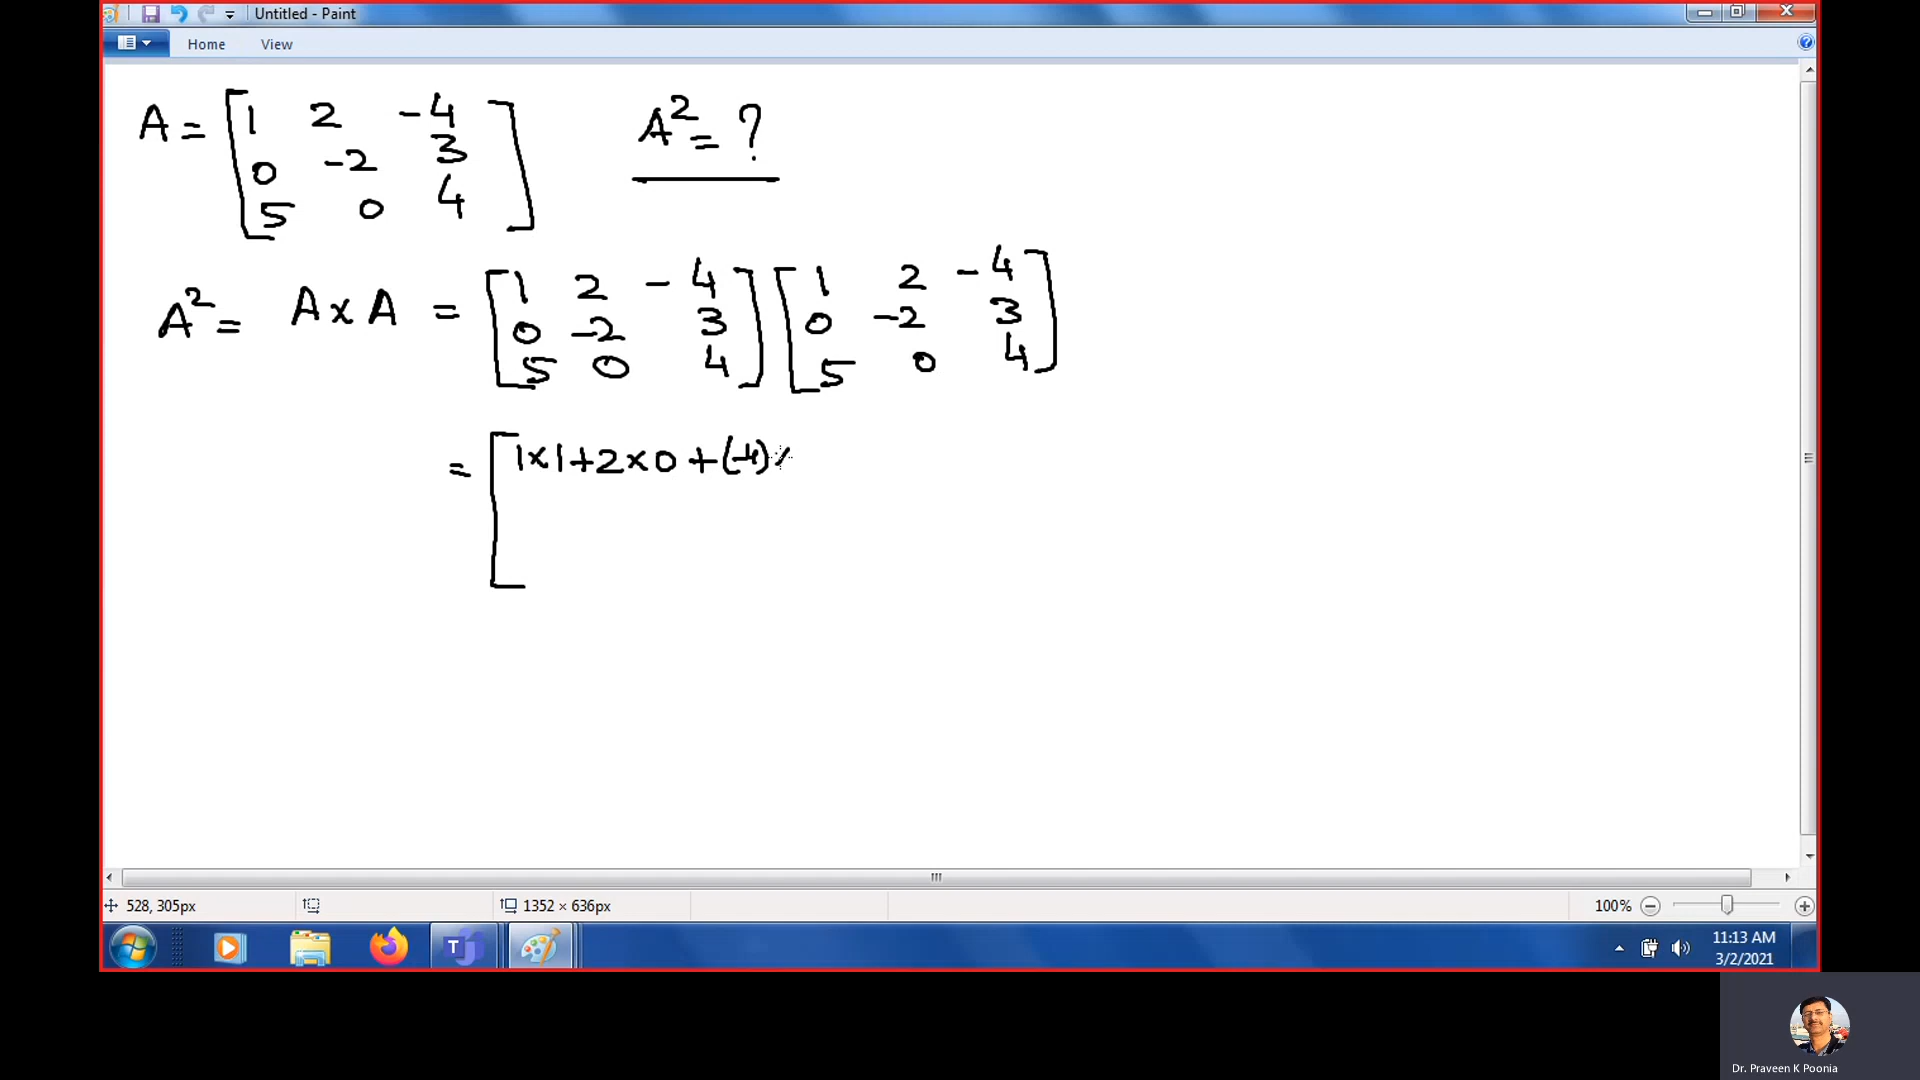 Untitled - Paint
Home View
A = [ 1 2 -4 ] A² = ?
0 -2 3
5 0 4
A² = A x A = [ 1 2 - 4 ] [ 1 2 - 4 ]
0 -2 3 0 -2 3
5 0 4 5 0 4
= [ 1x1+2x0+(-4)x
528, 305px 1352 × 636px 100%
11:13 AM
3/2/2021
Dr. Praveen K Poonia